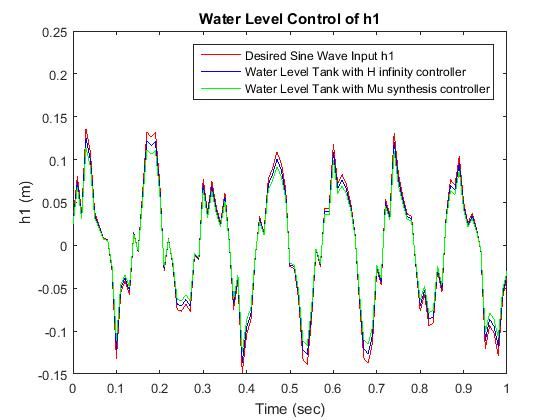 Water Level Control of h1
Desired Sine Wave Input h1
Water Level Tank with H infinity controller
Water Level Tank with Mu synthesis controller
h1 (m)
0.25
0.2
0.15
0.1
0.05
0
-0.05
-0.1
-0.15
0 0.1 0.2 0.3 0.4 0.5 0.6 0.7 0.8 0.9 1
Time (sec)